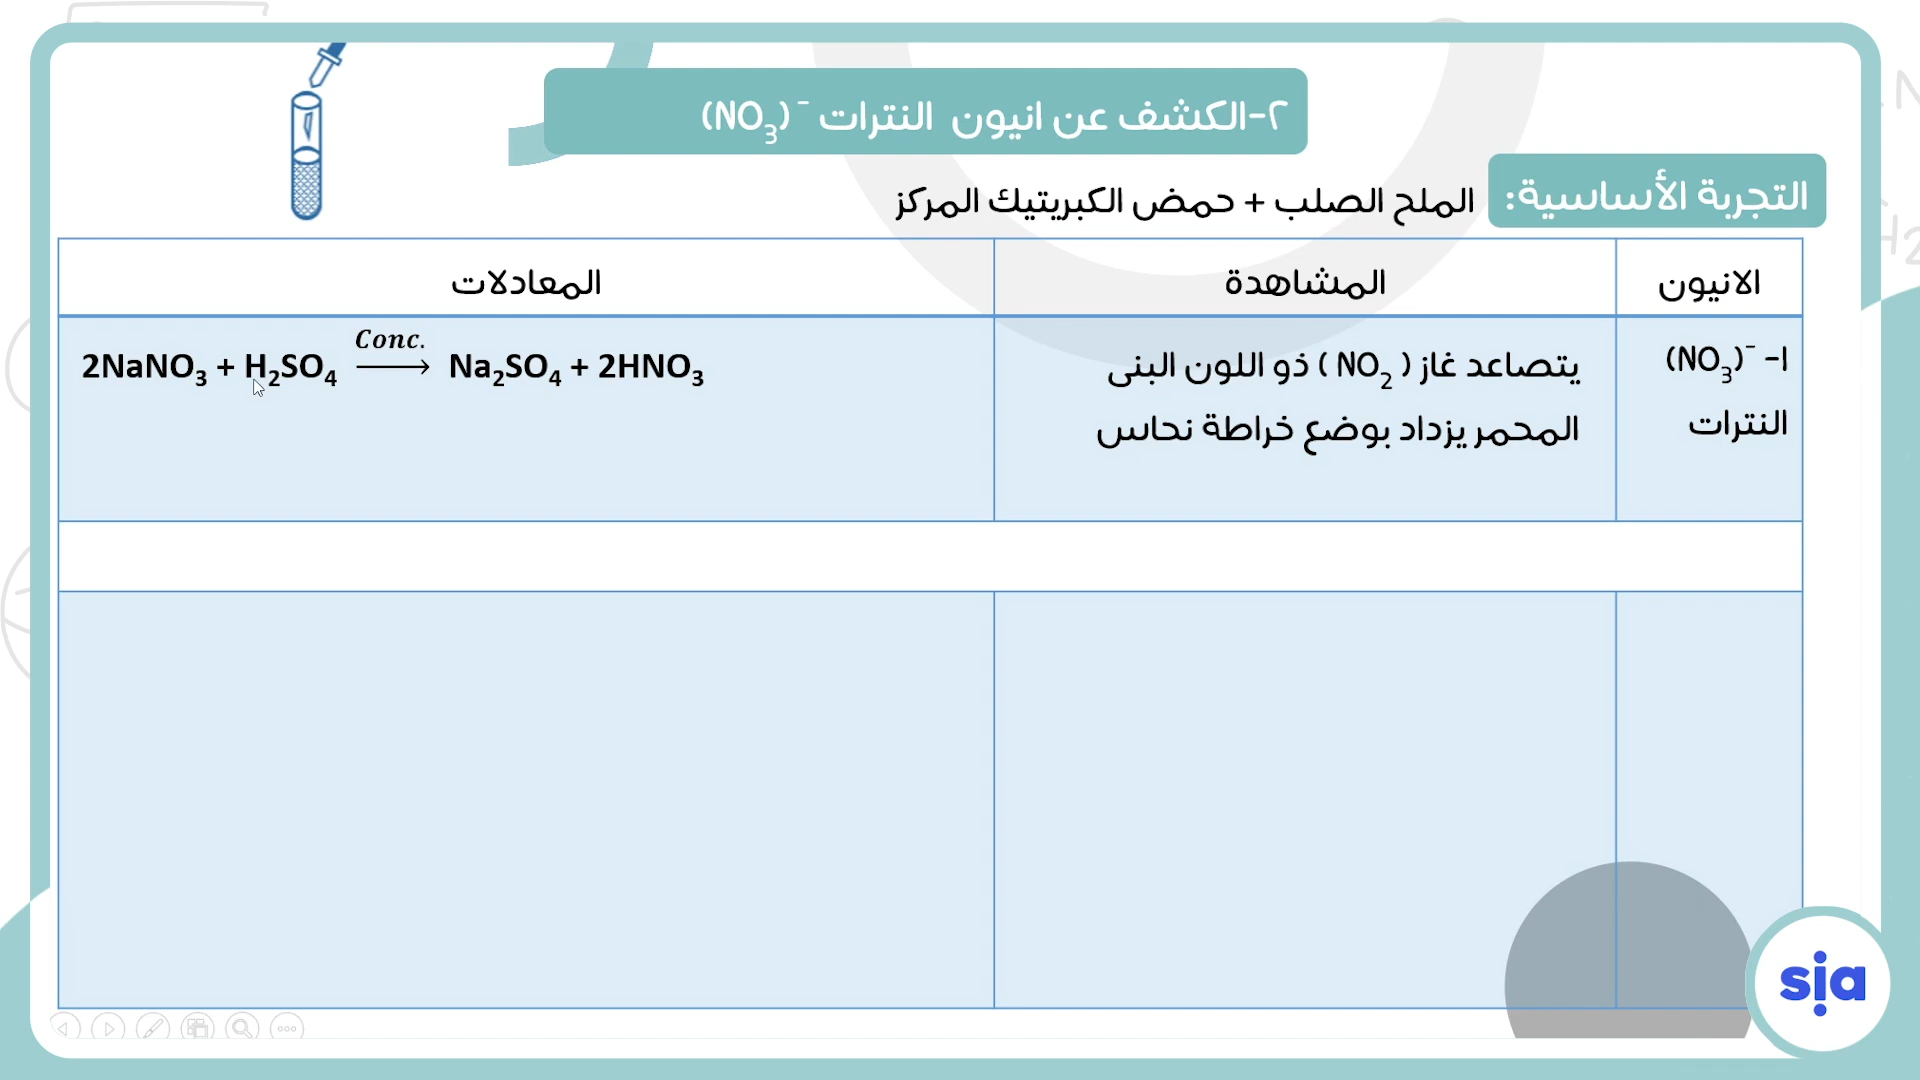 ٢-الكشف عن انيون النترات (NO₃)⁻
التجربة الأساسية:
الملح الصلب + حمض الكبريتيك المركز
الانيون
المشاهدة
المعادلات
١- (NO₃)⁻
النترات
يتصاعد غاز ( NO₂ ) ذو اللون البنى
المحمر يزداد بوضع خراطة نحاس
Conc.
2NaNO₃ + H₂SO₄ ⟶ Na₂SO₄ + 2HNO₃
sia